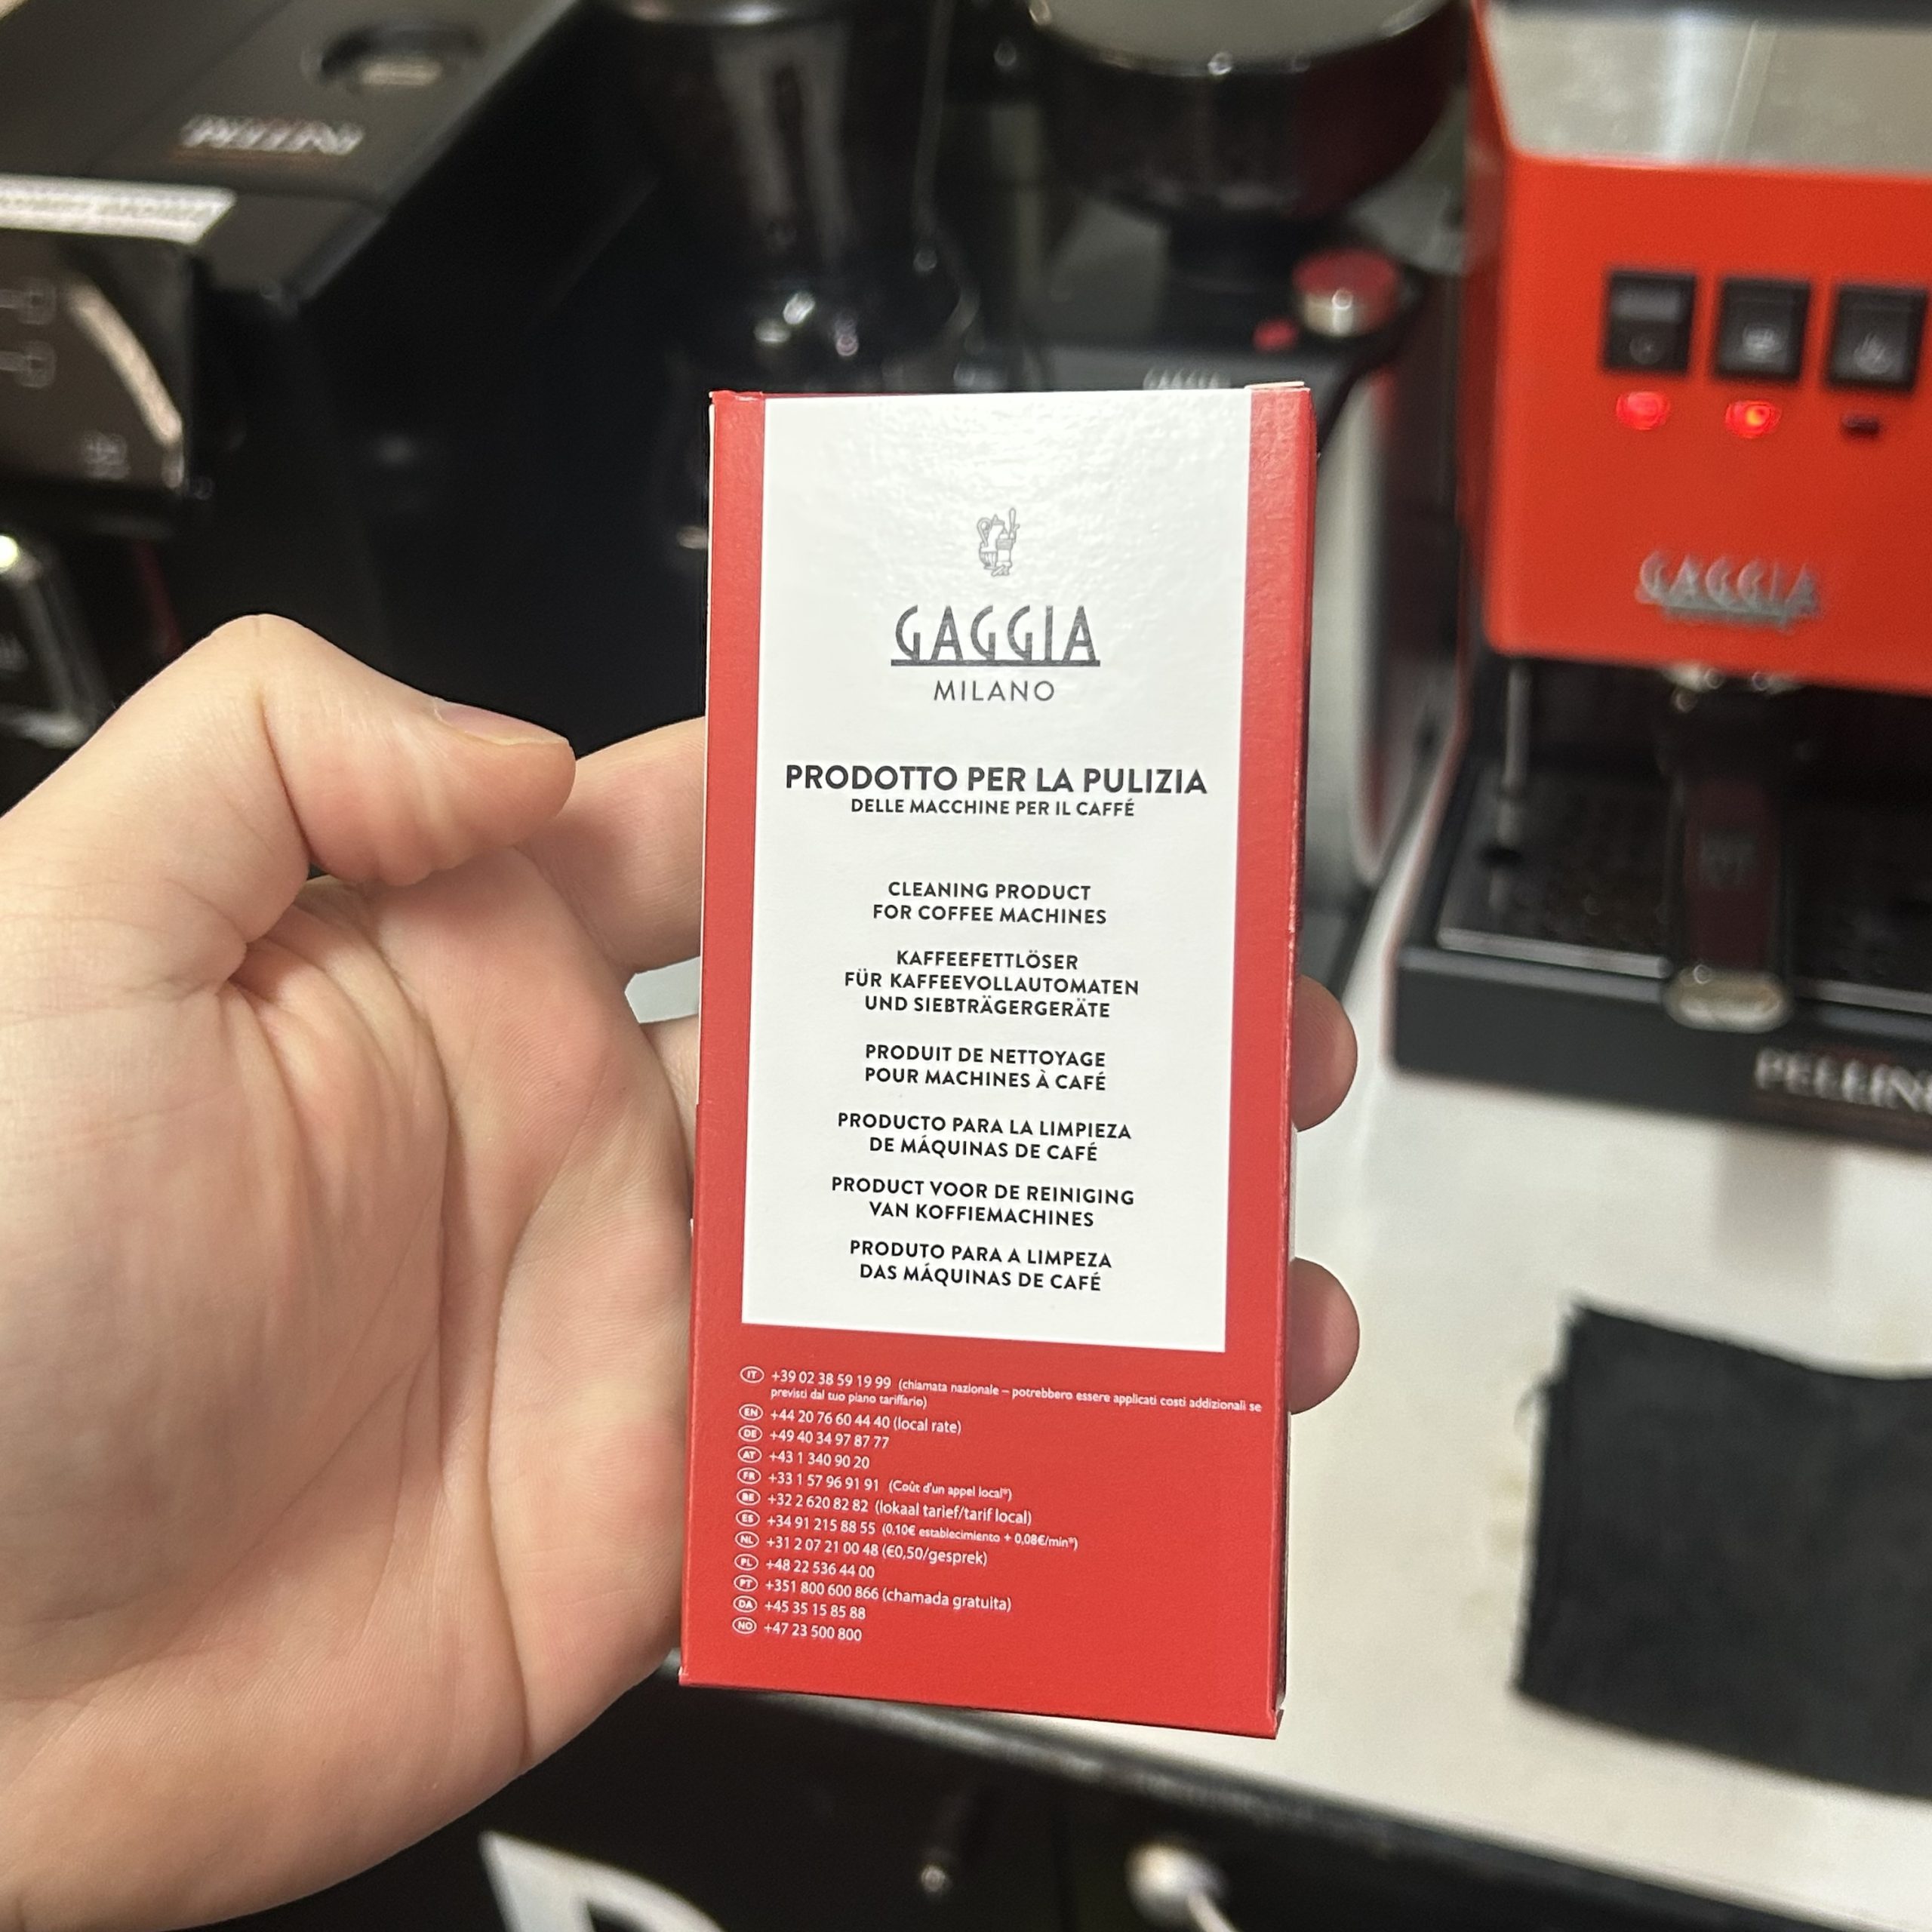 PELLINI
GAGGIA
GAGGIA
PELLINI
GAGGIA
MILANO
PRODOTTO PER LA PULIZIA
DELLE MACCHINE PER IL CAFFÉ
CLEANING PRODUCT
FOR COFFEE MACHINES
KAFFEEFETTLÖSER
FÜR KAFFEEVOLLAUTOMATEN
UND SIEBTRÄGERGERÄTE
PRODUIT DE NETTOYAGE
POUR MACHINES À CAFÉ
PRODUCTO PARA LA LIMPIEZA
DE MÁQUINAS DE CAFÉ
PRODUCT VOOR DE REINIGING
VAN KOFFIEMACHINES
PRODUTO PARA A LIMPEZA
DAS MÁQUINAS DE CAFÉ
IT +39 02 38 59 19 99 (chiamata nazionale – potrebbero essere applicati costi addizionali se
previsti dal tuo piano tariffario)
EN +44 20 76 60 44 40 (local rate)
DE +49 40 34 97 87 77
AT +43 1 340 90 20
FR +33 1 57 96 91 91 (Coût d'un appel local*)
BE +32 2 620 82 82 (lokaal tarief/tarif local)
ES +34 91 215 88 55 (0,10€ establecimiento + 0,08€/min*)
NL +31 2 07 21 00 48 (€0,50/gesprek)
PL +48 22 536 44 00
PT +351 800 600 866 (chamada gratuita)
DA +45 35 15 85 88
NO +47 23 500 800